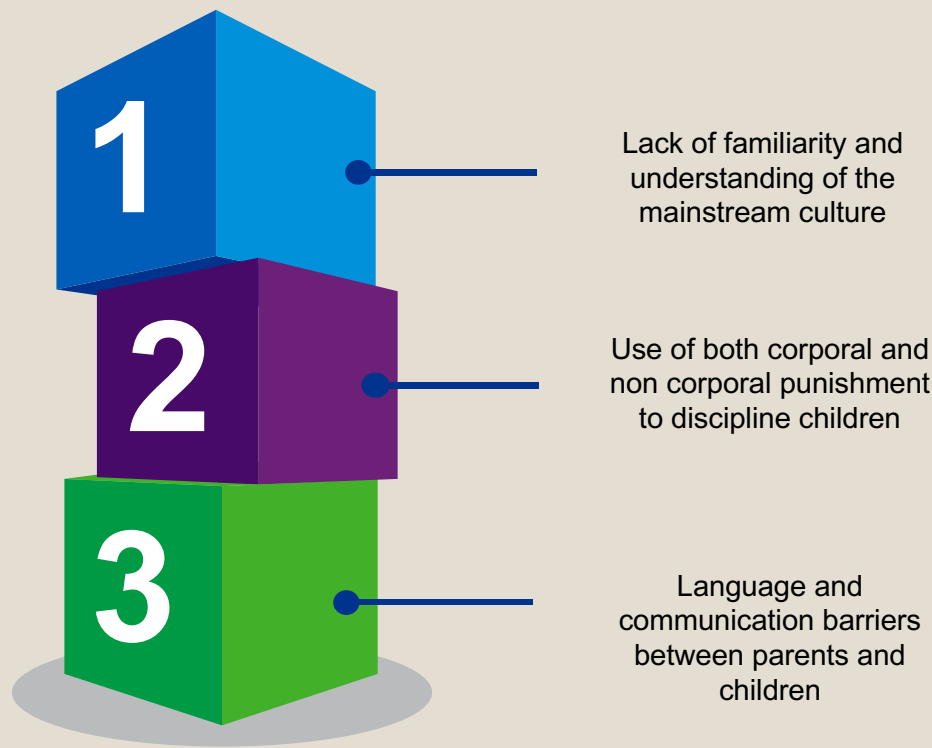 1
Lack of familiarity and
understanding of the
mainstream culture
2
Use of both corporal and
non corporal punishment
to discipline children
3
Language and
communication barriers
between parents and
children